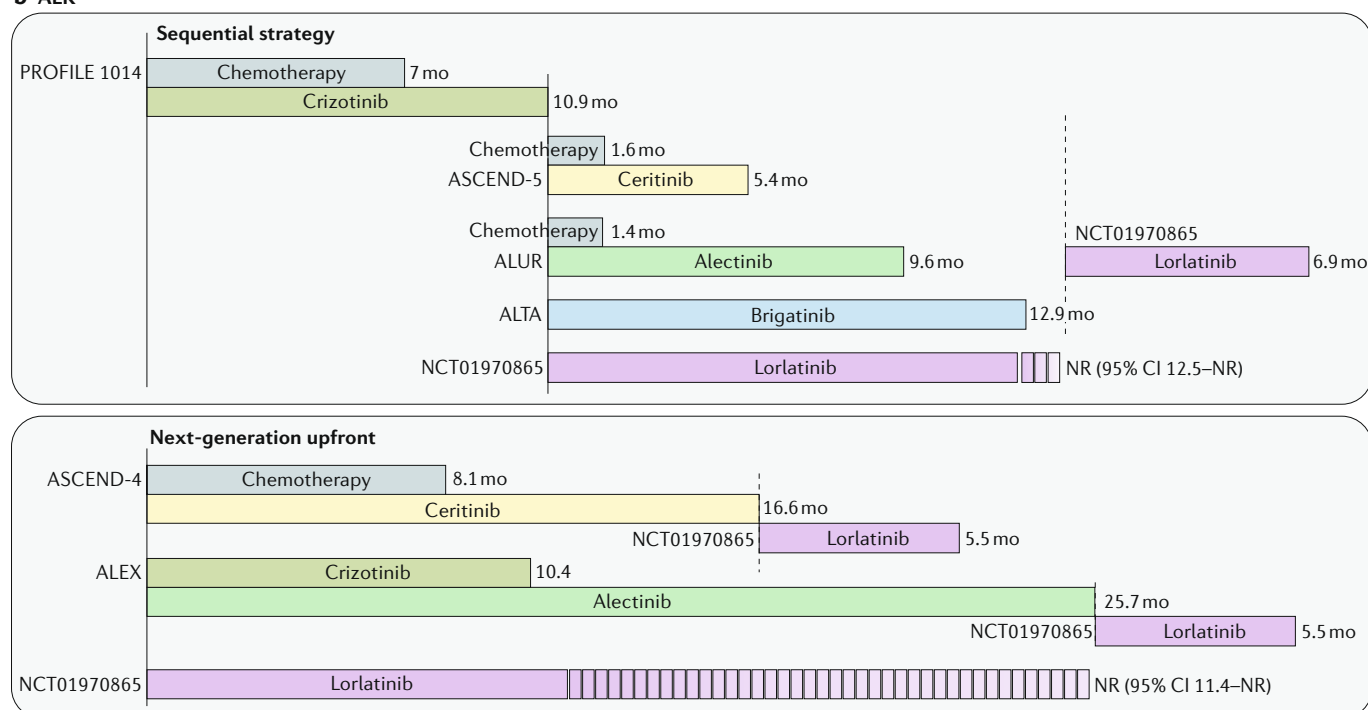 Sequential strategy
PROFILE 1014
Chemotherapy
7 mo
Crizotinib
10.9 mo
Chemotherapy
1.6 mo
ASCEND-5
Ceritinib
5.4 mo
Chemotherapy
1.4 mo
NCT01970865
ALUR
Alectinib
9.6 mo
Lorlatinib
6.9 mo
ALTA
Brigatinib
12.9 mo
NCT01970865
Lorlatinib
NR (95% CI 12.5–NR)
Next-generation upfront
ASCEND-4
Chemotherapy
8.1 mo
Ceritinib
16.6 mo
NCT01970865
Lorlatinib
5.5 mo
ALEX
Crizotinib
10.4
Alectinib
25.7 mo
NCT01970865
Lorlatinib
5.5 mo
NCT01970865
Lorlatinib
NR (95% CI 11.4–NR)